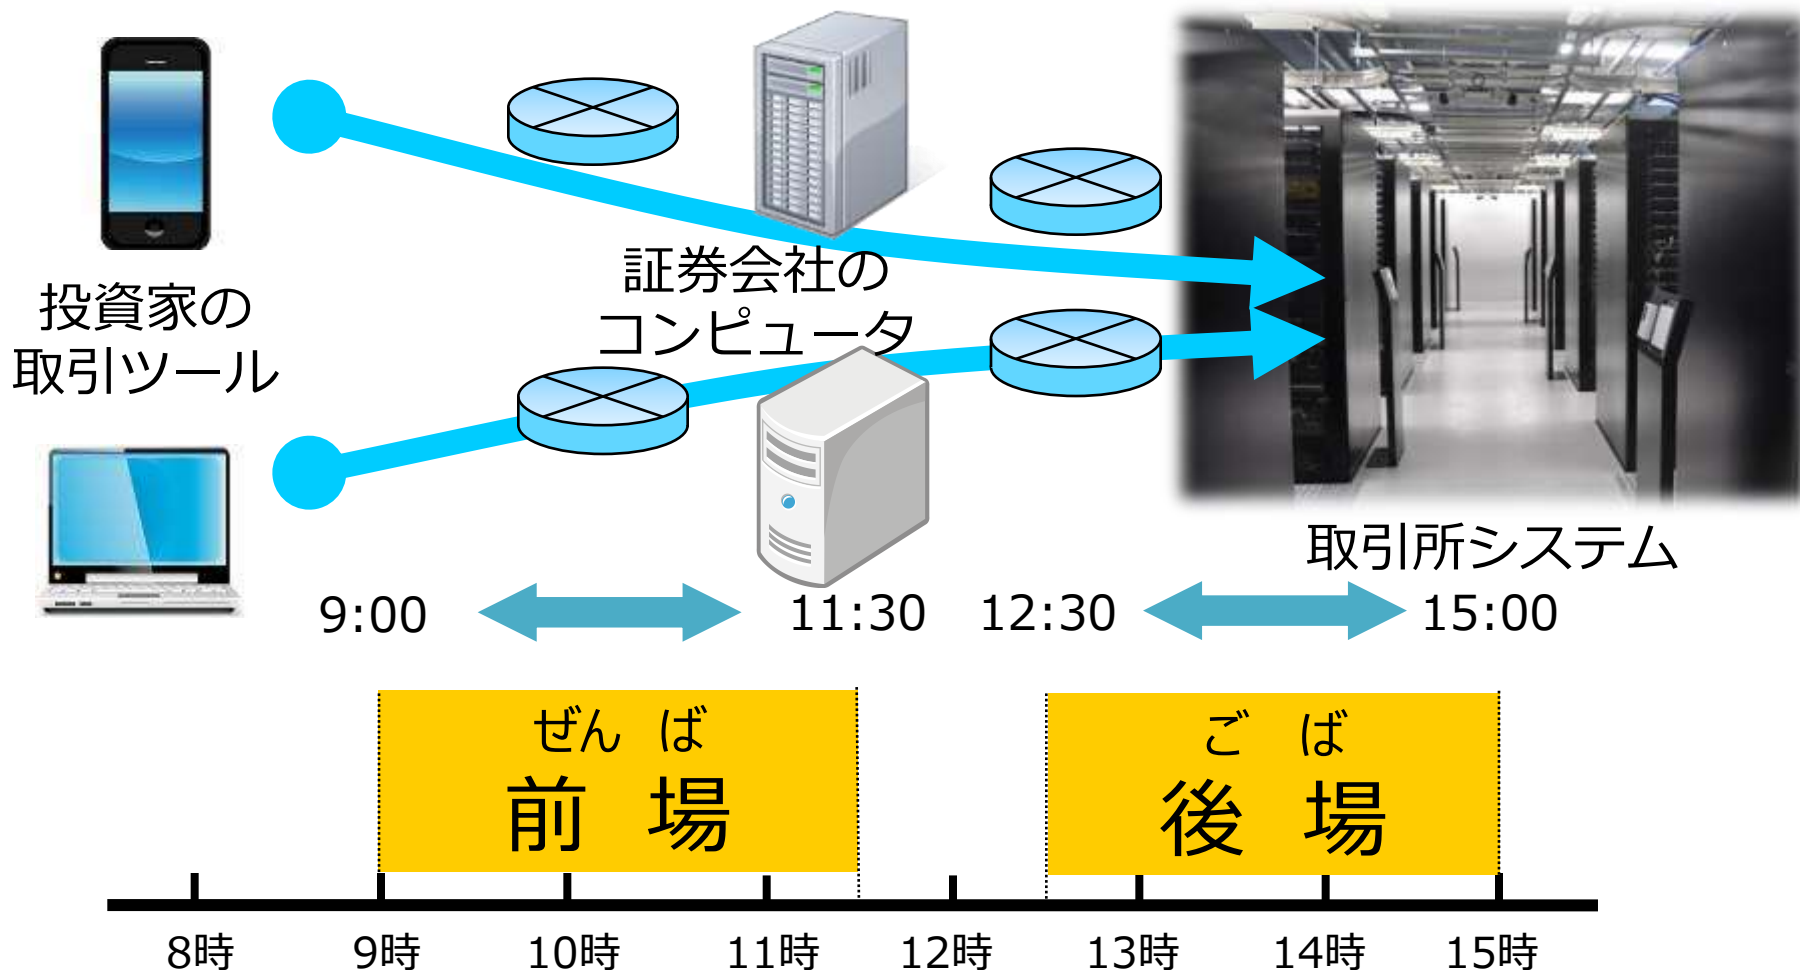 投資家の
取引ツール
証券会社の
コンピュータ
取引所システム
9:00
11:30
12:30
15:00
ぜん ば
前 場
ご ば
後 場
8時
9時
10時
11時
12時
13時
14時
15時